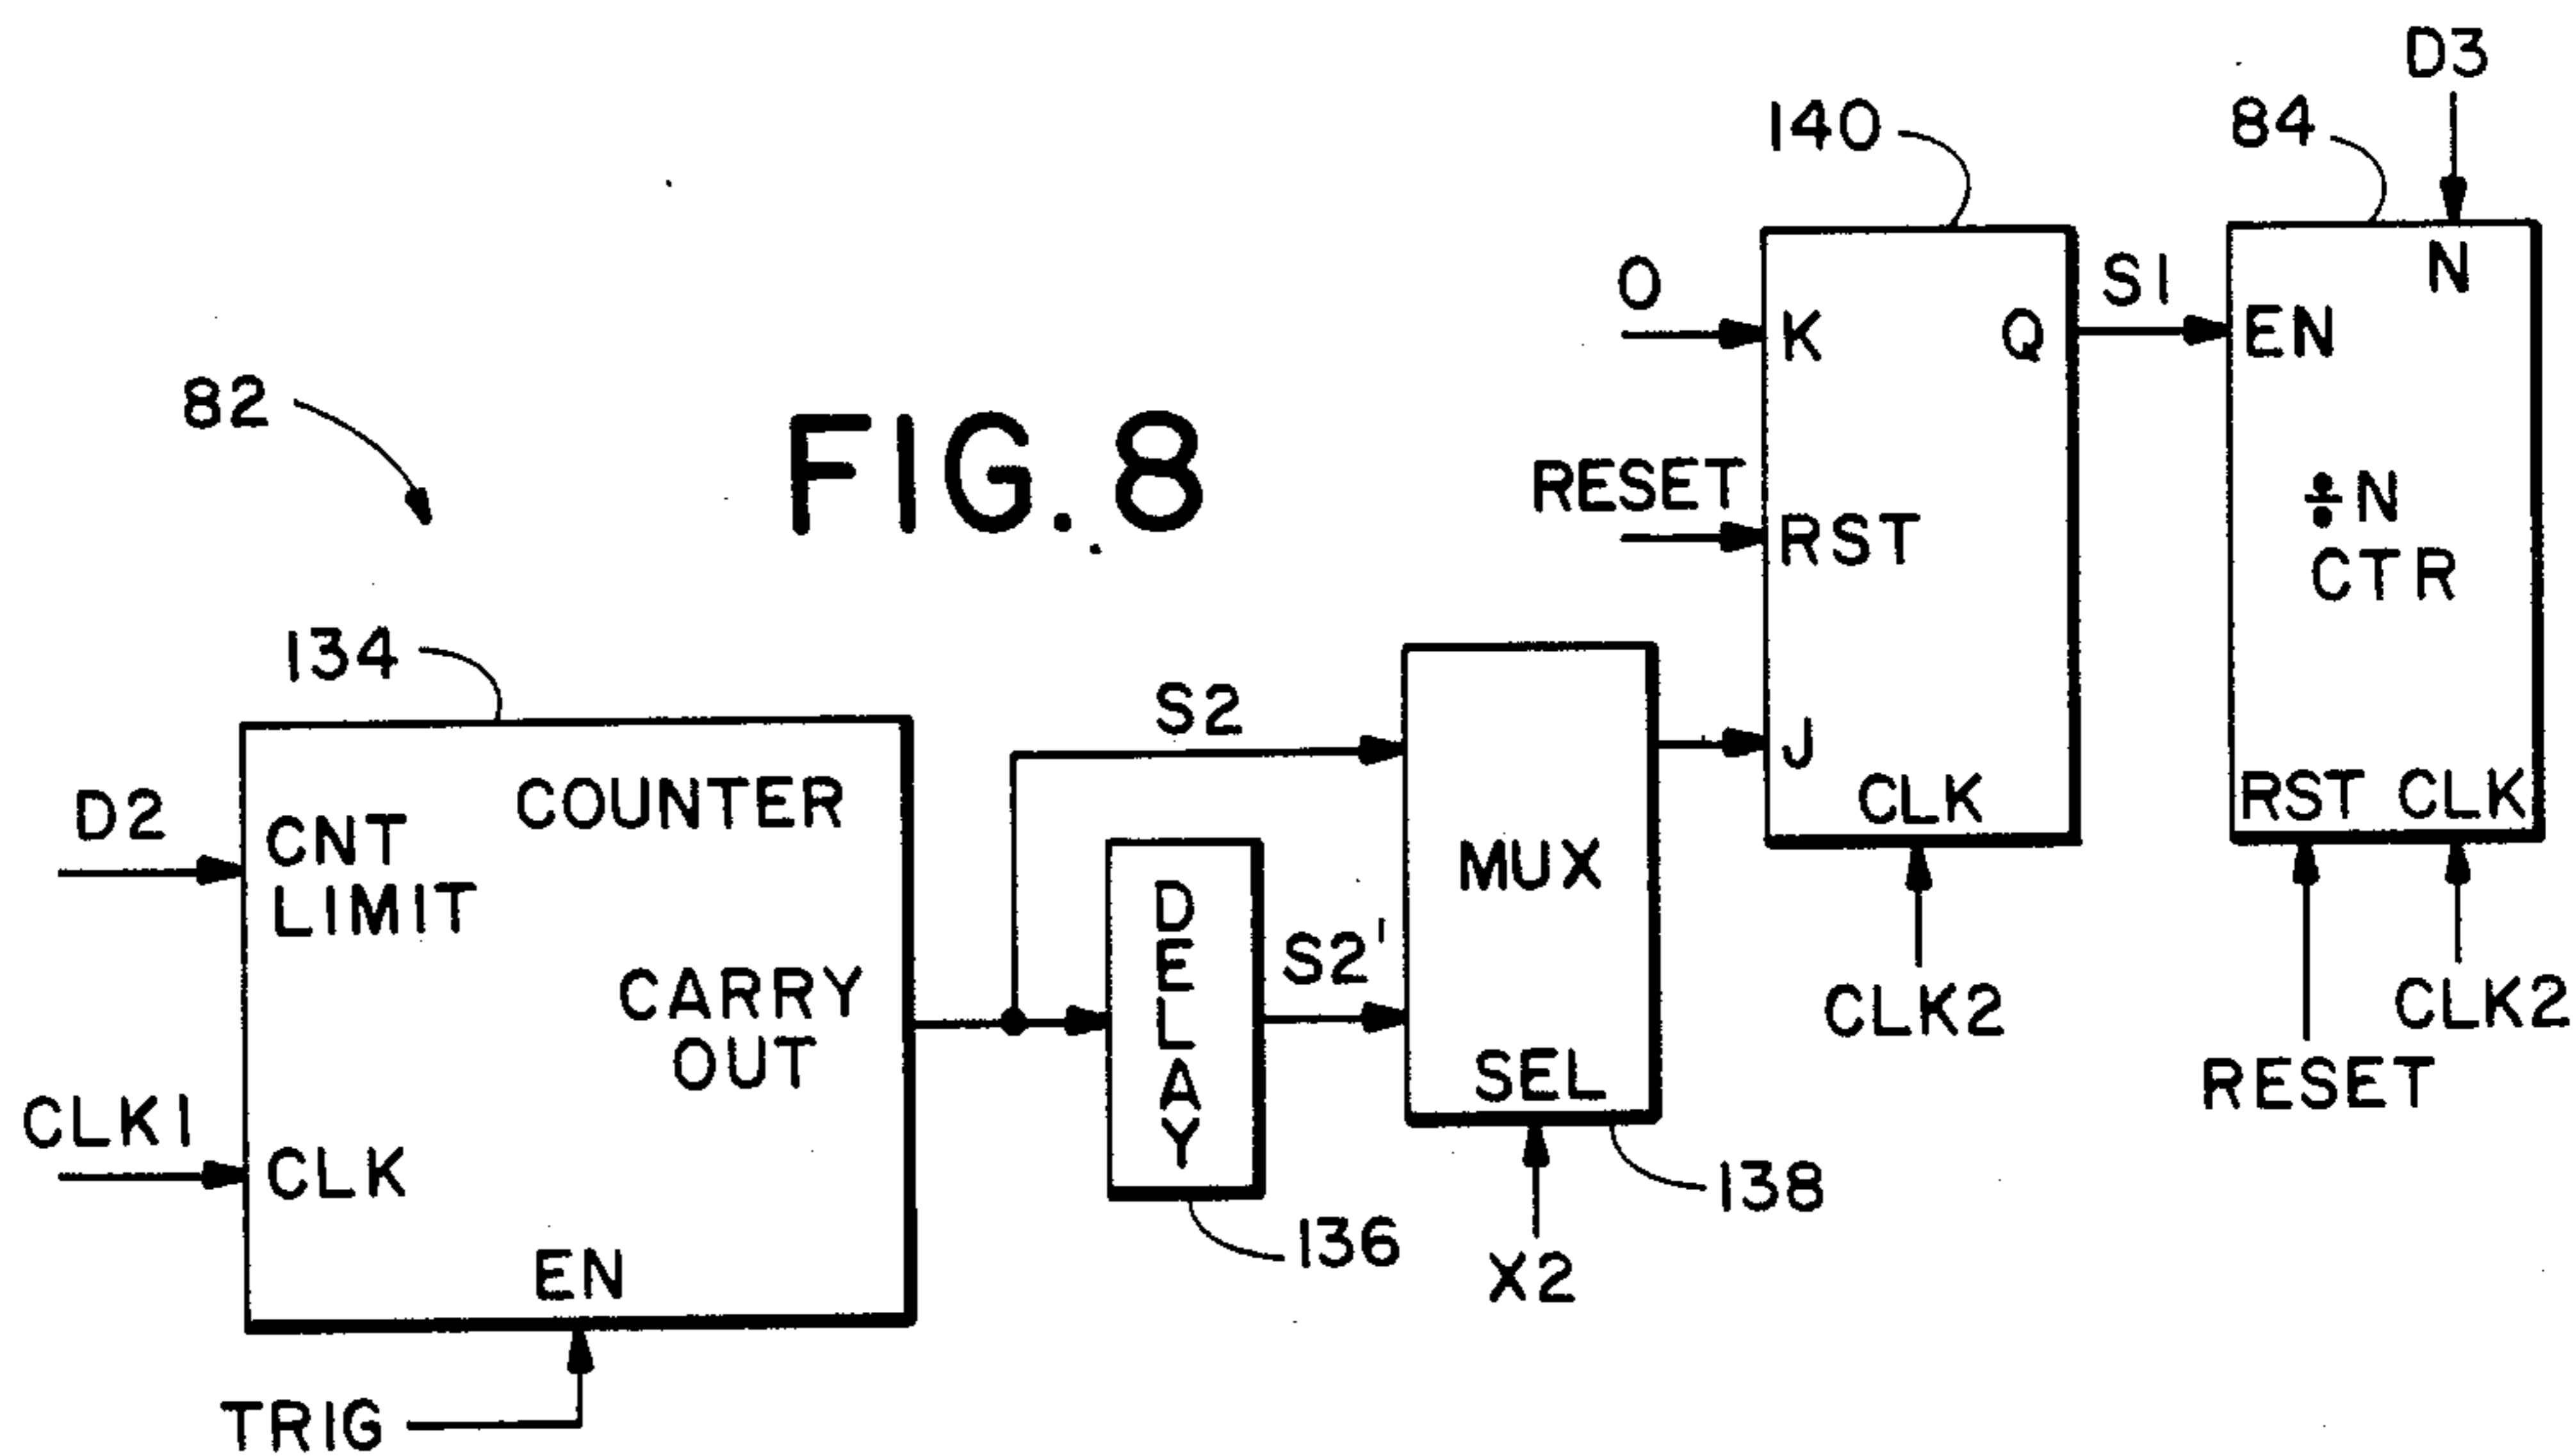 D3
140
84
N
O
S1
K
Q
EN
82
FIG. 8
RESET
RST
÷N
CTR
134
S2
J
D2
COUNTER
CLK
RST CLK
CNT
LIMIT
MUX
DELAY
S2'
CARRY
OUT
CLK2
CLK2
SEL
RESET
CLK1
CLK
138
136
EN
X2
TRIG